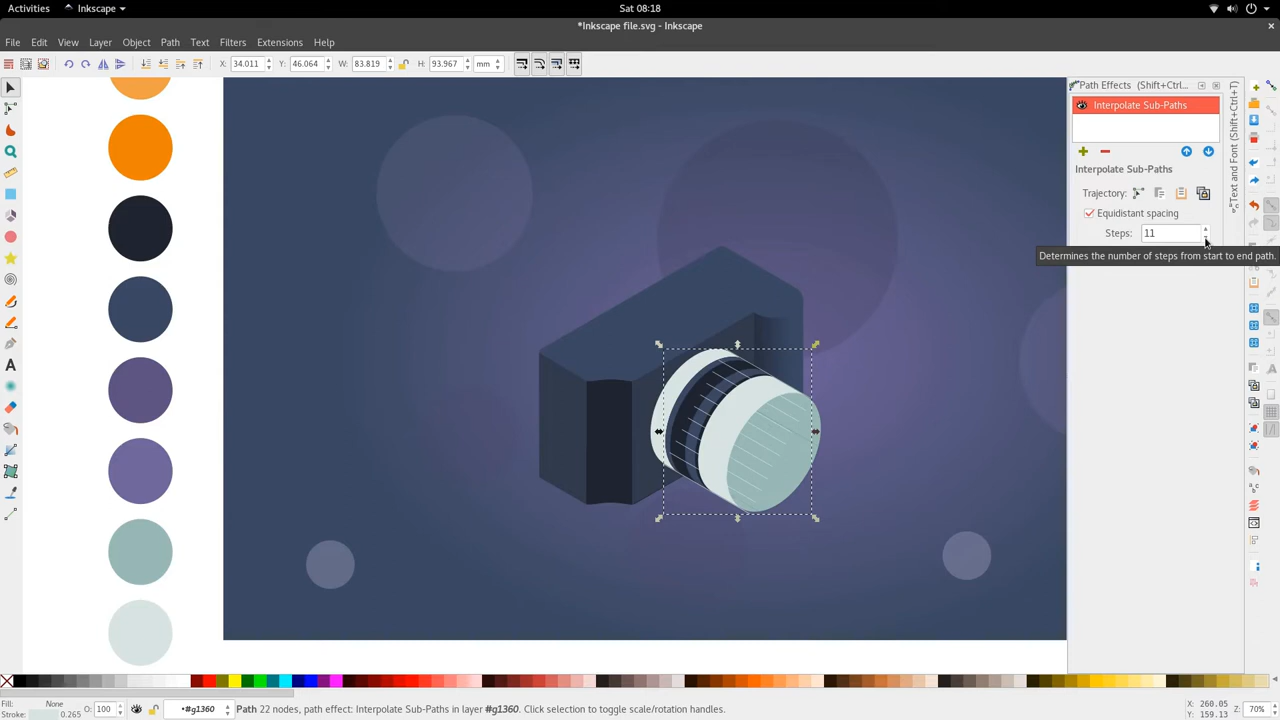 Activities Inkscape Sat 08:18
*Inkscape file.svg - Inkscape
File Edit View Layer Object Path Text Filters Extensions Help
X: 34.011 Y: 46.064 W: 83.819 H: 93.967 mm
Path Effects (Shift+Ctrl...
Interpolate Sub-Paths
Interpolate Sub-Paths
Trajectory:
Equidistant spacing
Steps: 11
Determines the number of steps from start to end path.
Text and Font (Shift+Ctrl+T)
Fill: None
Stroke: 0.265
O: 100
•#g1360
Path 22 nodes, path effect: Interpolate Sub-Paths in layer #g1360. Click selection to toggle scale/rotation handles.
X: 260.05
Y: 159.13
Z: 70%